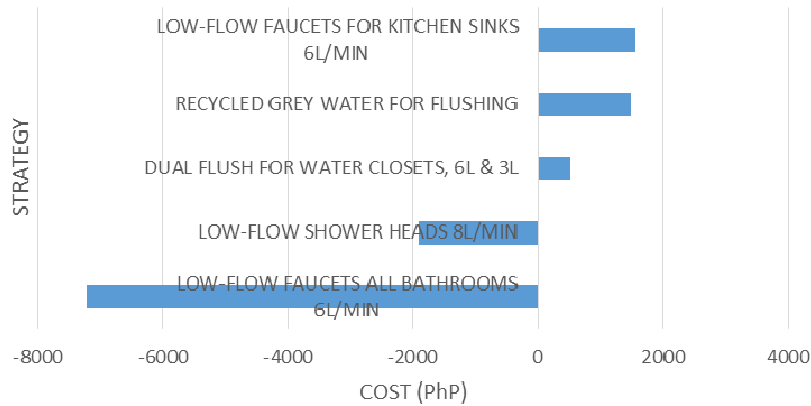 LOW-FLOW FAUCETS FOR KITCHEN SINKS
6L/MIN
RECYCLED GREY WATER FOR FLUSHING
DUAL FLUSH FOR WATER CLOSETS, 6L & 3L
LOW-FLOW SHOWER HEADS 8L/MIN
LOW-FLOW FAUCETS ALL BATHROOMS
6L/MIN
STRATEGY
-8000 -6000 -4000 -2000 0 2000 4000
COST (PhP)